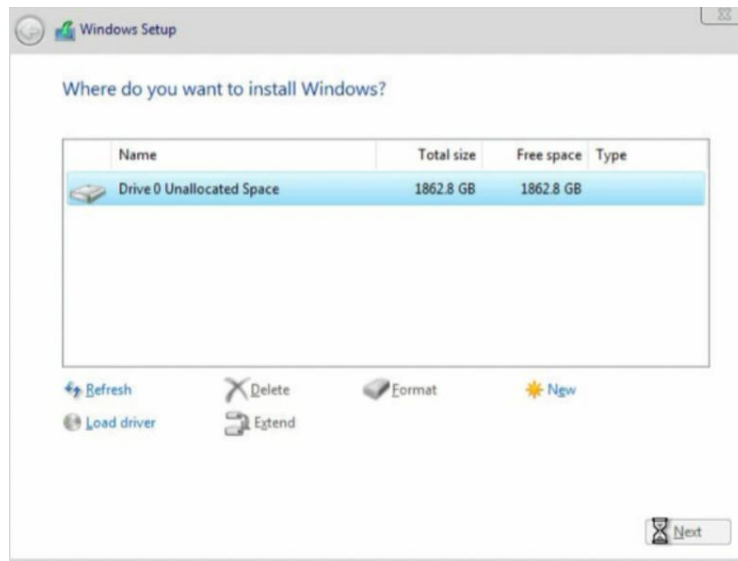 Windows Setup
Where do you want to install Windows?
Name Total size Free space Type
Drive 0 Unallocated Space 1862.8 GB 1862.8 GB
Refresh Delete Format New
Load driver Extend
Next